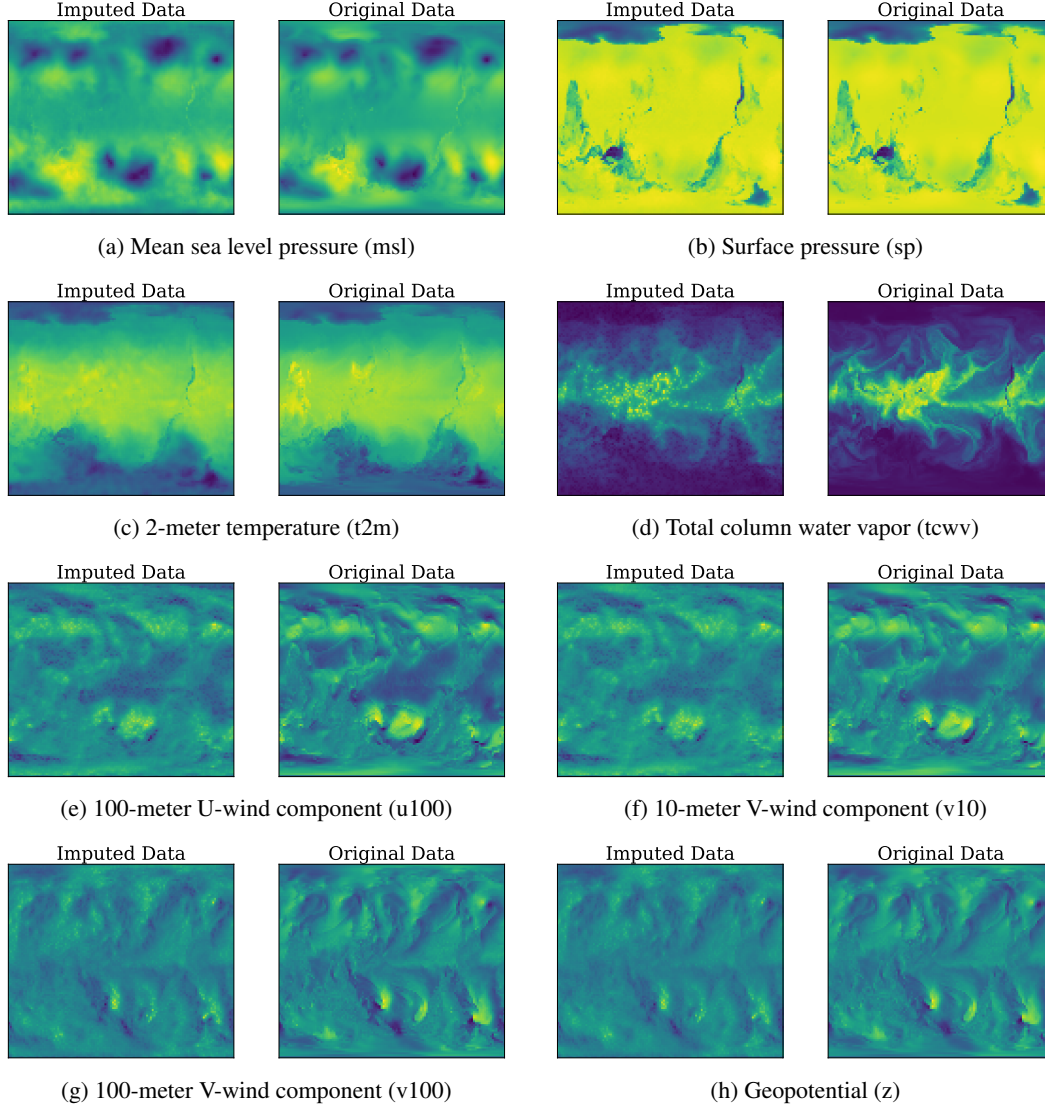 Imputed Data Original Data Imputed Data Original Data
(a) Mean sea level pressure (msl) (b) Surface pressure (sp)
Imputed Data Original Data Imputed Data Original Data
(c) 2-meter temperature (t2m) (d) Total column water vapor (tcwv)
Imputed Data Original Data Imputed Data Original Data
(e) 100-meter U-wind component (u100) (f) 10-meter V-wind component (v10)
Imputed Data Original Data Imputed Data Original Data
(g) 100-meter V-wind component (v100) (h) Geopotential (z)